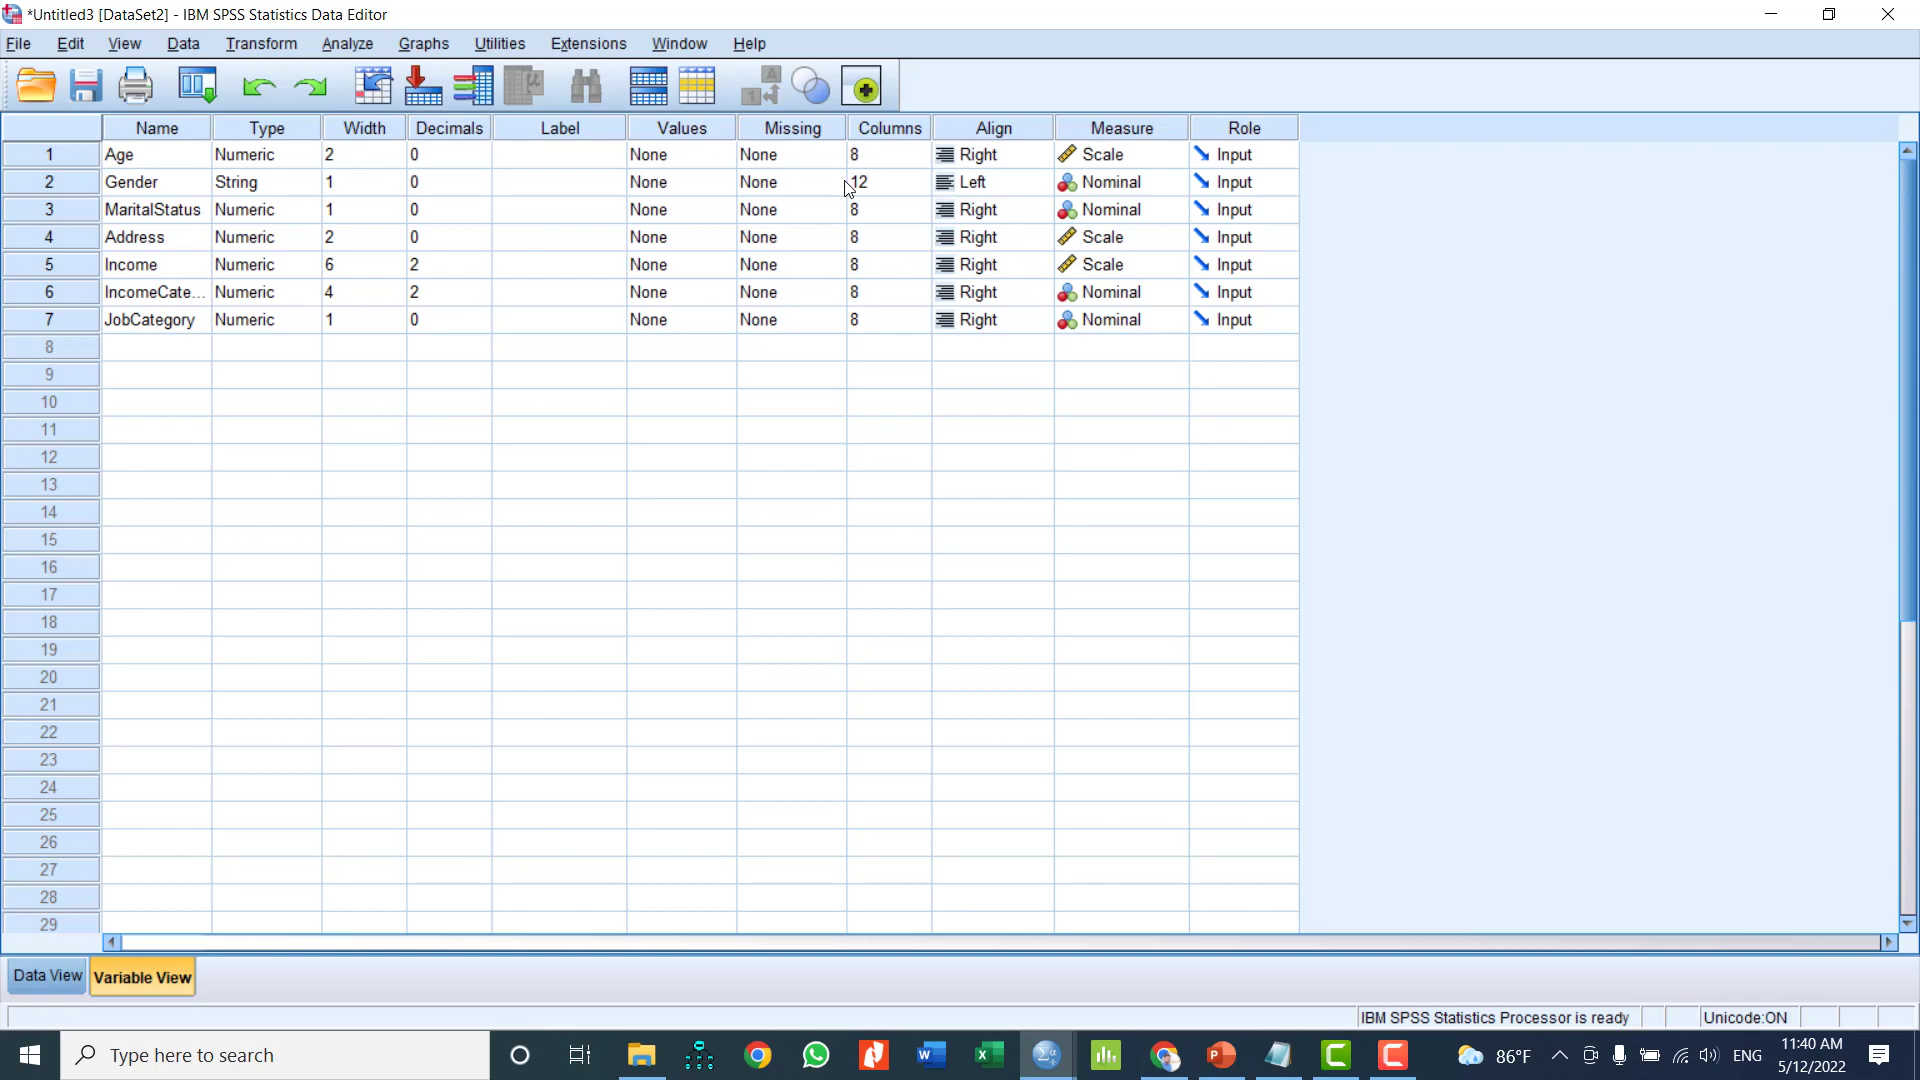 *Untitled3 [DataSet2] - IBM SPSS Statistics Data Editor
File Edit View Data Transform Analyze Graphs Utilities Extensions Window Help
Name Type Width Decimals Label Values Missing Columns Align Measure Role
1 Age Numeric 2 0 None None 8 Right Scale Input
2 Gender String 1 0 None None 12 Left Nominal Input
3 MaritalStatus Numeric 1 0 None None 8 Right Nominal Input
4 Address Numeric 2 0 None None 8 Right Scale Input
5 Income Numeric 6 2 None None 8 Right Scale Input
6 IncomeCate... Numeric 4 2 None None 8 Right Nominal Input
7 JobCategory Numeric 1 0 None None 8 Right Nominal Input
8
9
10
11
12
13
14
15
16
17
18
19
20
21
22
23
24
25
26
27
28
29
Data View Variable View
IBM SPSS Statistics Processor is ready Unicode:ON
Type here to search 86°F ENG 11:40 AM
5/12/2022